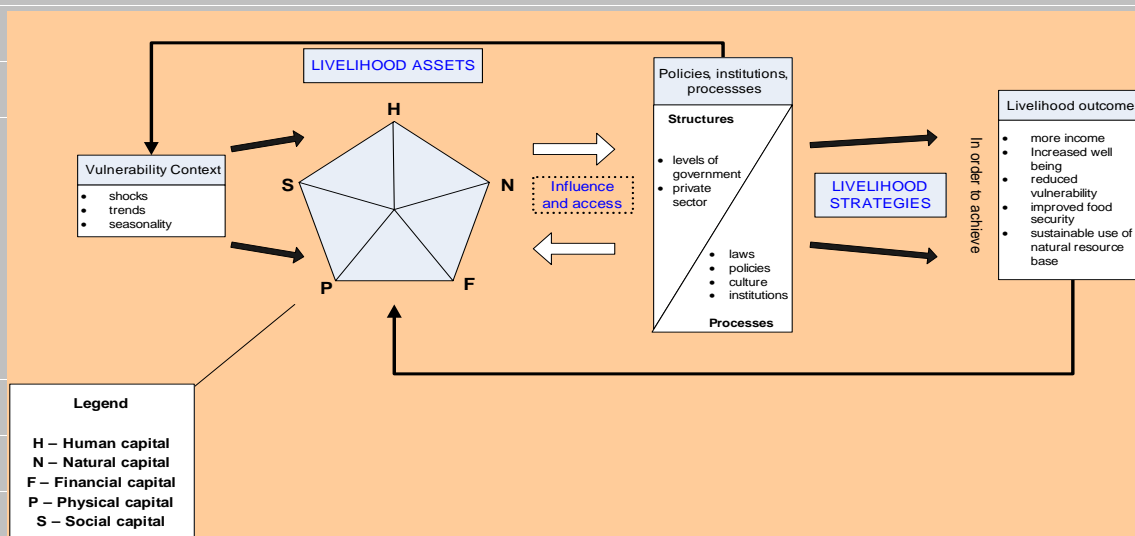 LIVELIHOOD ASSETS
Vulnerability Context
• shocks
• trends
• seasonality
H
S
N
P
F
Influence
and access
Policies, institutions,
processses
Structures
• levels of
government
• private
sector
• laws
• policies
• culture
• institutions
Processes
LIVELIHOOD
STRATEGIES
In order to achieve
Livelihood outcome
• more income
• Increased well
being
• reduced
vulnerability
• improved food
security
• sustainable use of
natural resource
base
Legend
H – Human capital
N – Natural capital
F – Financial capital
P – Physical capital
S – Social capital